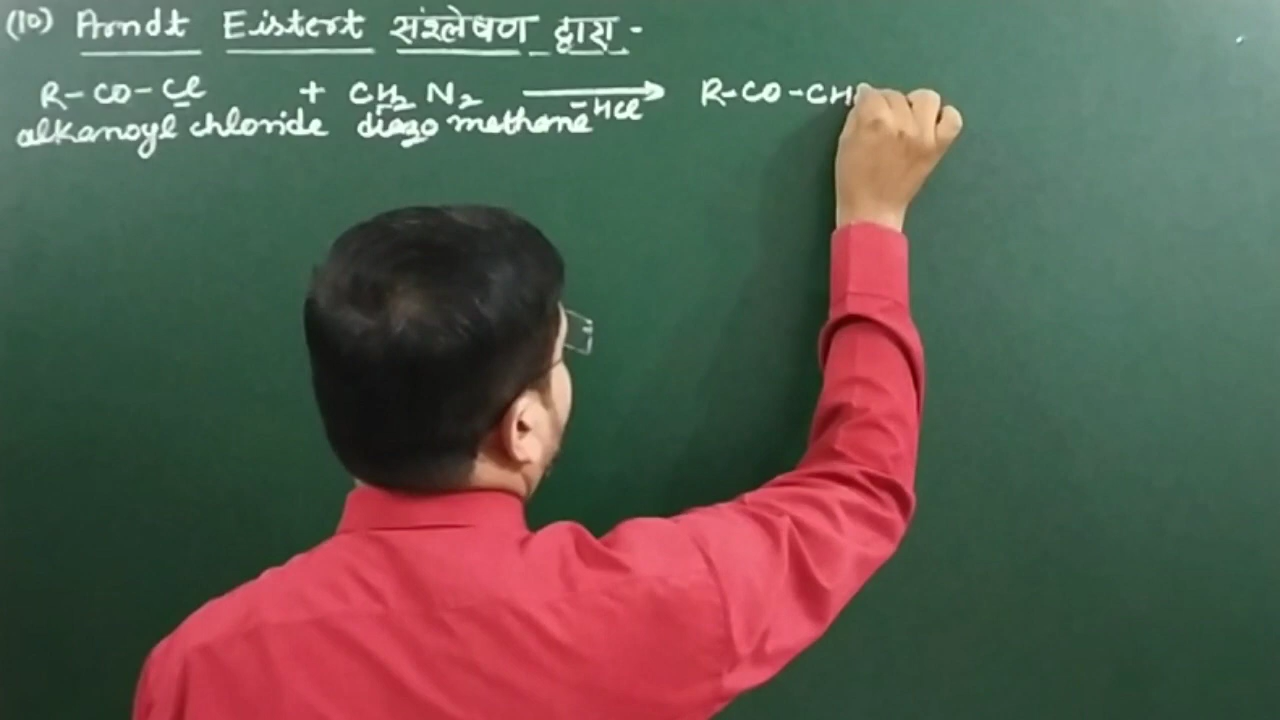 (10) Arndt Eistert संश्लेषण द्वारा -
R-CO-Cl + CH2N2 ⟶ R-CO-CH
-HCl
alkanoyl chloride diazo methane